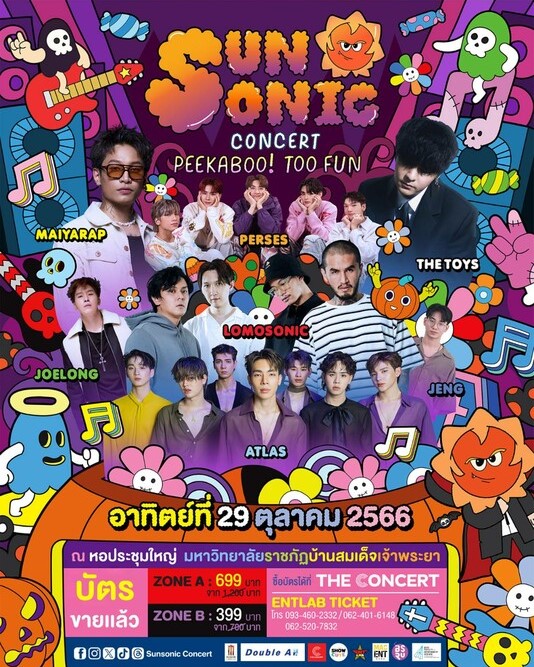 SUN
SONIC
CONCERT
PEEKABOO! TOO FUN
MAIYARAP
PERSES
THE TOYS
LOMOSONIC
JOELONG
JENG
ATLAS
อาทิตย์ที่ 29 ตุลาคม 2566
ณ หอประชุมใหญ่ มหาวิทยาลัยราชภัฏบ้านสมเด็จเจ้าพระยา
บัตร
ขายแล้ว
ZONE A : 699 บาท
จาก 1,200 บาท
ZONE B : 399 บาท
จาก 700 บาท
ซื้อบัตรได้ที่ THE CONCERT
ENTLAB TICKET
โทร 093-460-2332 / 062-401-6148
062-520-7832
Sunsonic Concert
Double A